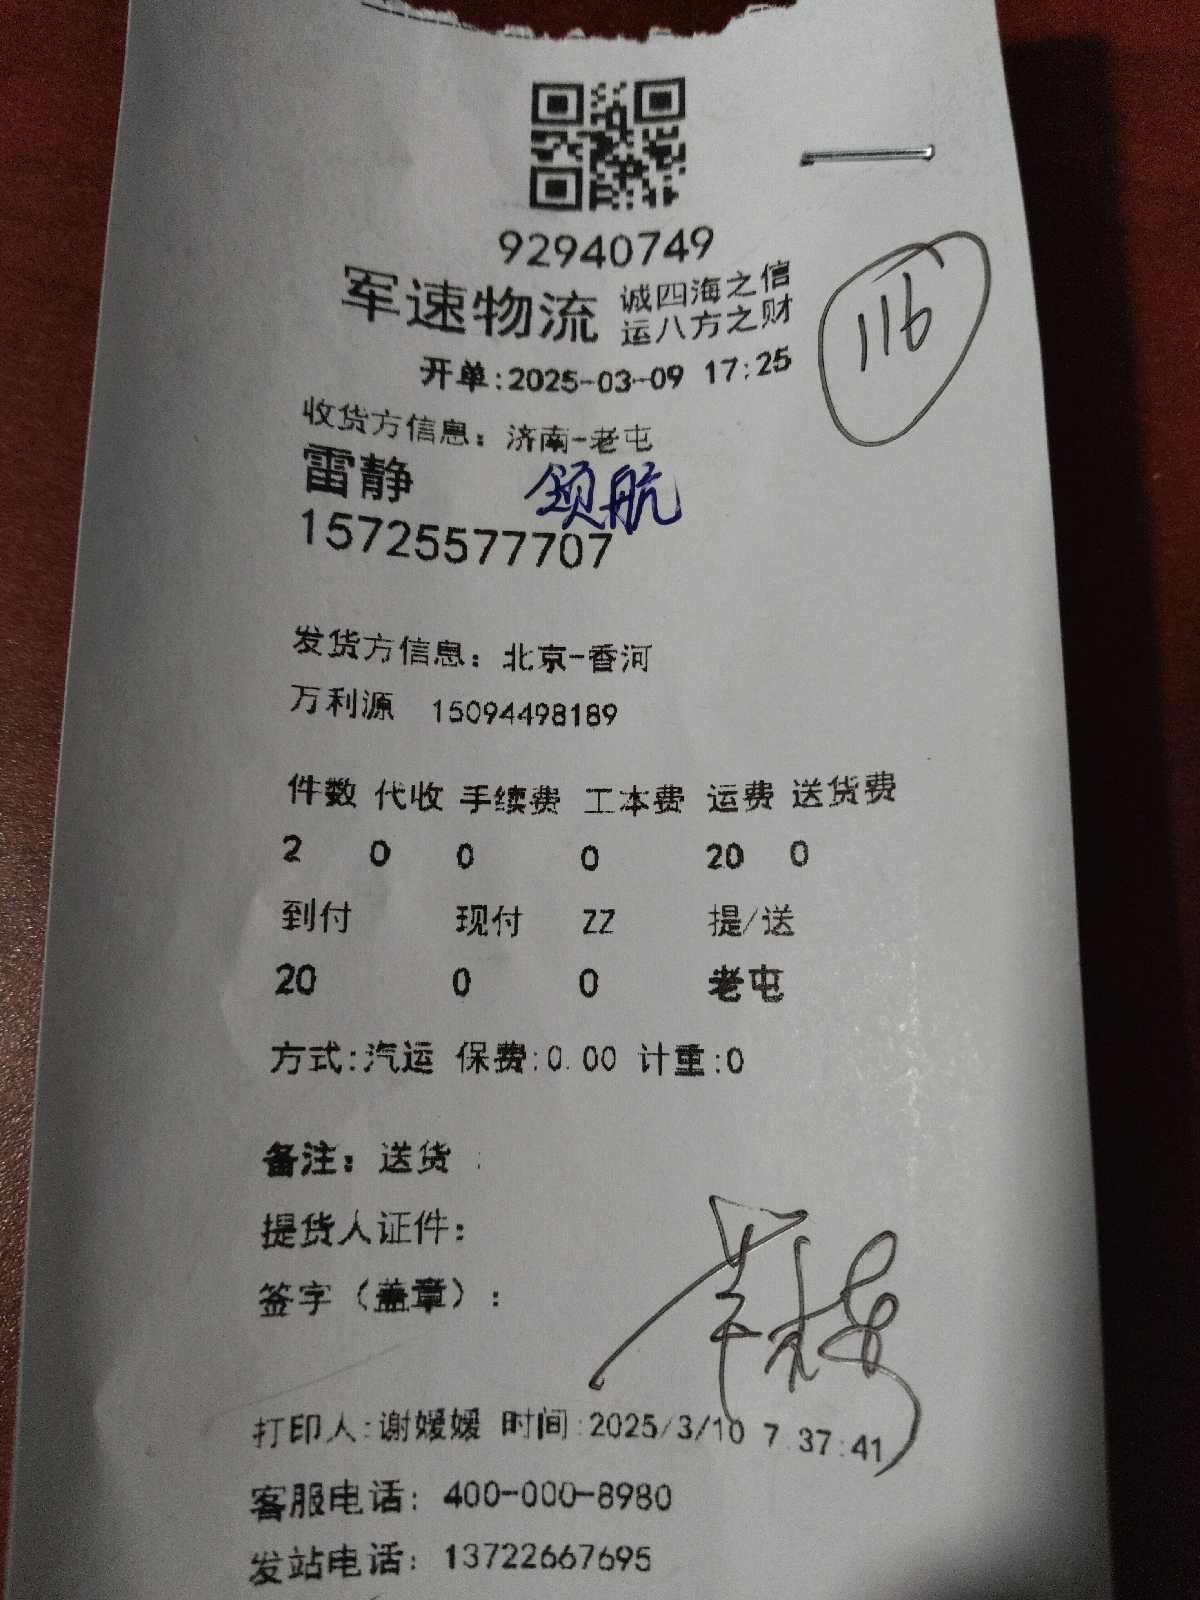 92940749
军速物流 诚四海之信
运八方之财
116
开单:2025-03-09 17:25
收货方信息：济南-老屯
雷静 领航
15725577707
发货方信息：北京-香河
万利源 15094498189
件数 代收 手续费 工本费 运费 送货费
2 0 0 0 20 0
到付 现付 ZZ 提/送
20 0 0 老屯
方式:汽运 保费:0.00 计重:0
备注：送货
提货人证件：
签字（盖章）：
打印人:谢媛媛 时间:2025/3/10 7:37:41
客服电话：400-000-8980
发站电话：13722667695